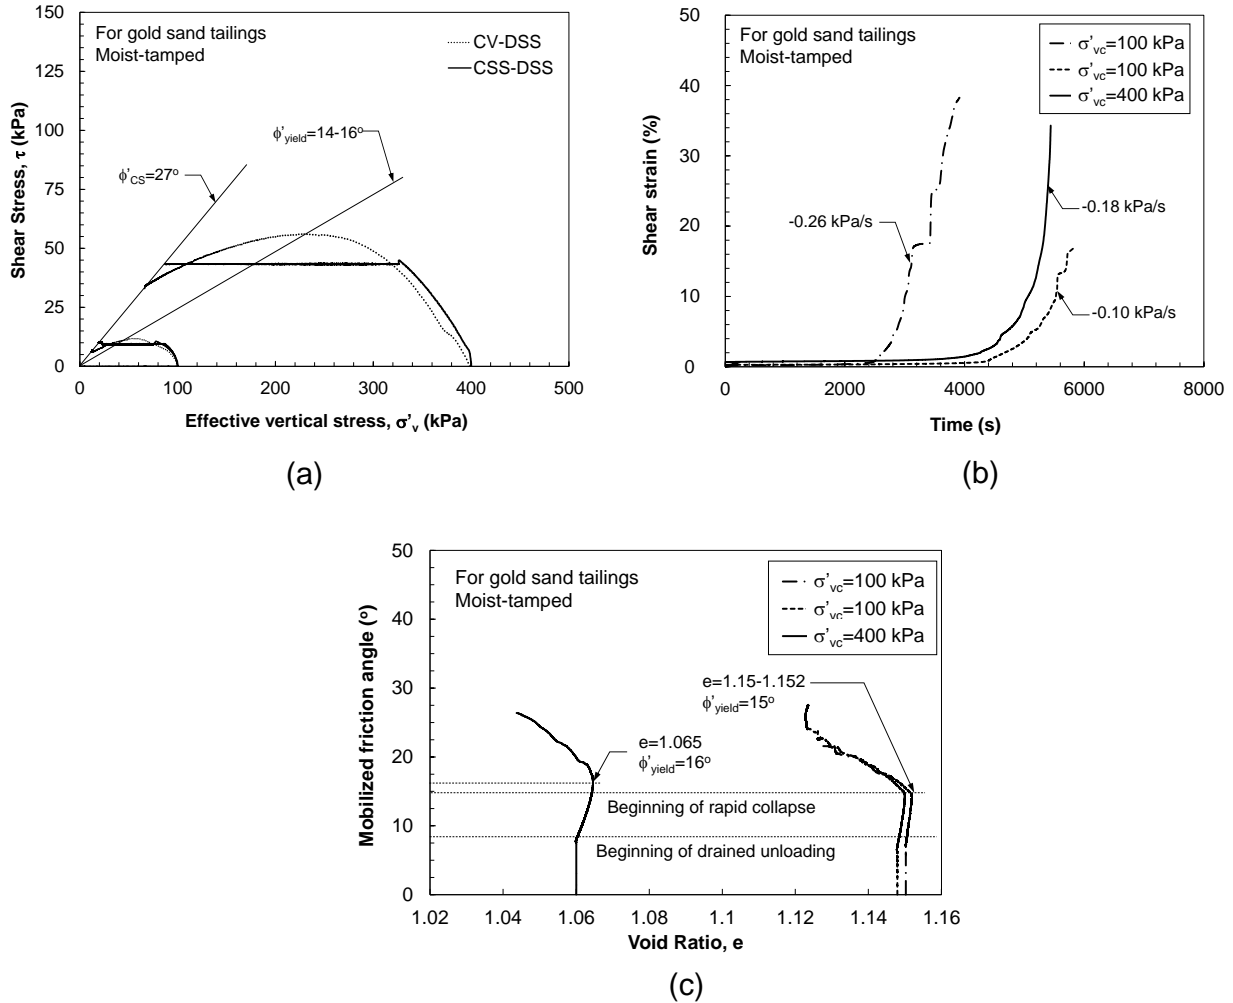 For gold sand tailings
Moist-tamped
CV-DSS
CSS-DSS
ϕ'yield=14-16º
ϕ'CS=27º
Shear Stress, τ (kPa)
150
125
100
75
50
25
0
0 100 200 300 400 500
Effective vertical stress, σ'v (kPa)
(a)
For gold sand tailings
Moist-tamped
σ'vc=100 kPa
σ'vc=100 kPa
σ'vc=400 kPa
-0.26 kPa/s
-0.18 kPa/s
-0.10 kPa/s
Shear strain (%)
50
40
30
20
10
0
0 2000 4000 6000 8000
Time (s)
(b)
For gold sand tailings
Moist-tamped
σ'vc=100 kPa
σ'vc=100 kPa
σ'vc=400 kPa
e=1.15-1.152
ϕ'yield=15º
e=1.065
ϕ'yield=16º
Beginning of rapid collapse
Beginning of drained unloading
Mobilized friction angle (º)
50
40
30
20
10
0
1.02 1.04 1.06 1.08 1.1 1.12 1.14 1.16
Void Ratio, e
(c)